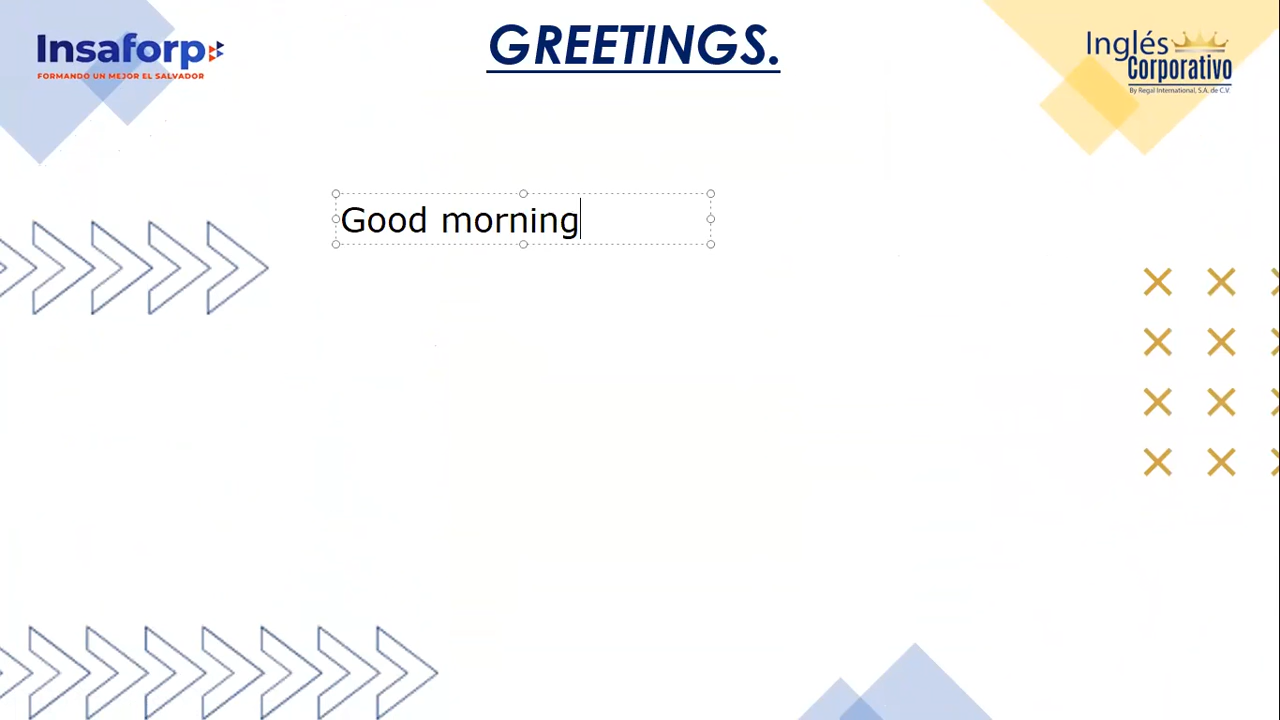 Insaforp
FORMANDO UN MEJOR EL SALVADOR
GREETINGS.
Inglés
Corporativo
By Regal International, S.A. de C.V.
Good morning